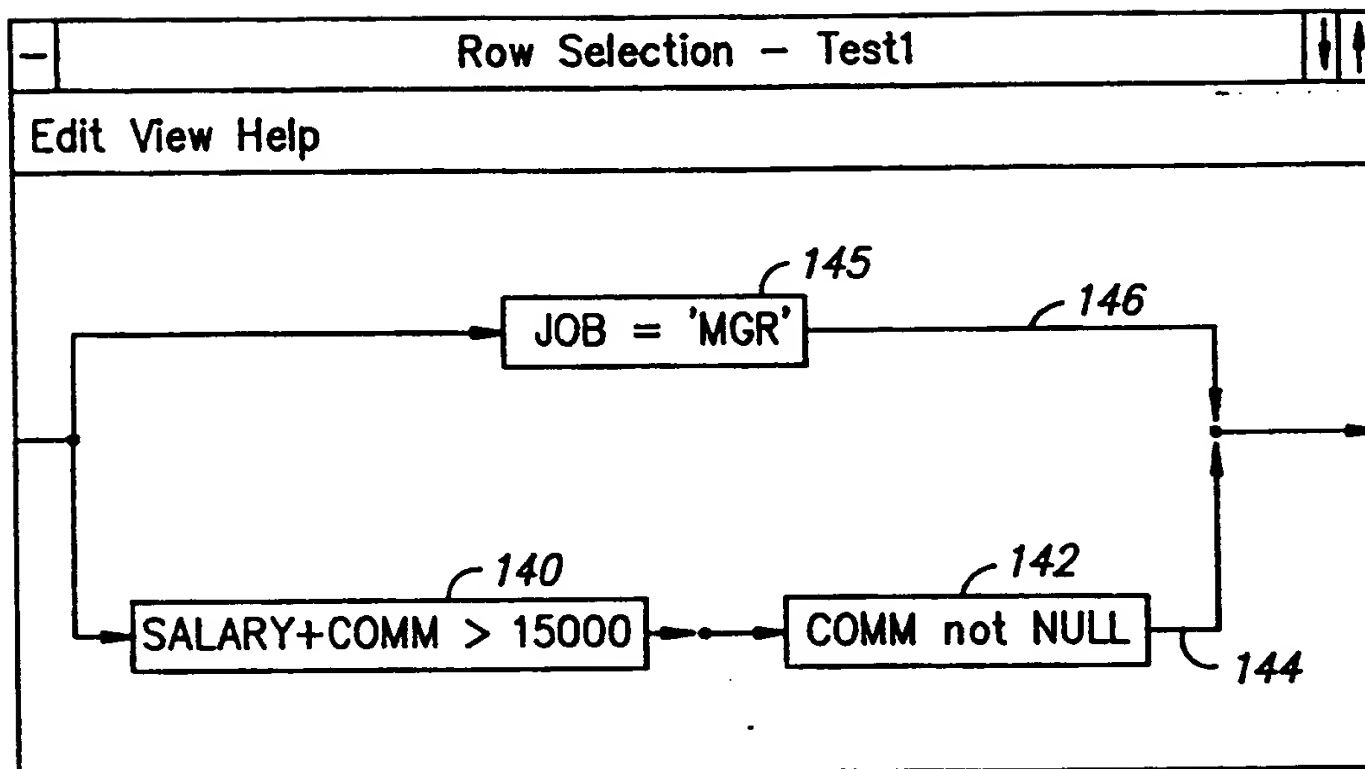 Row Selection - Test1
Edit View Help
145
JOB = 'MGR'
146
140
SALARY+COMM > 15000
142
COMM not NULL
144